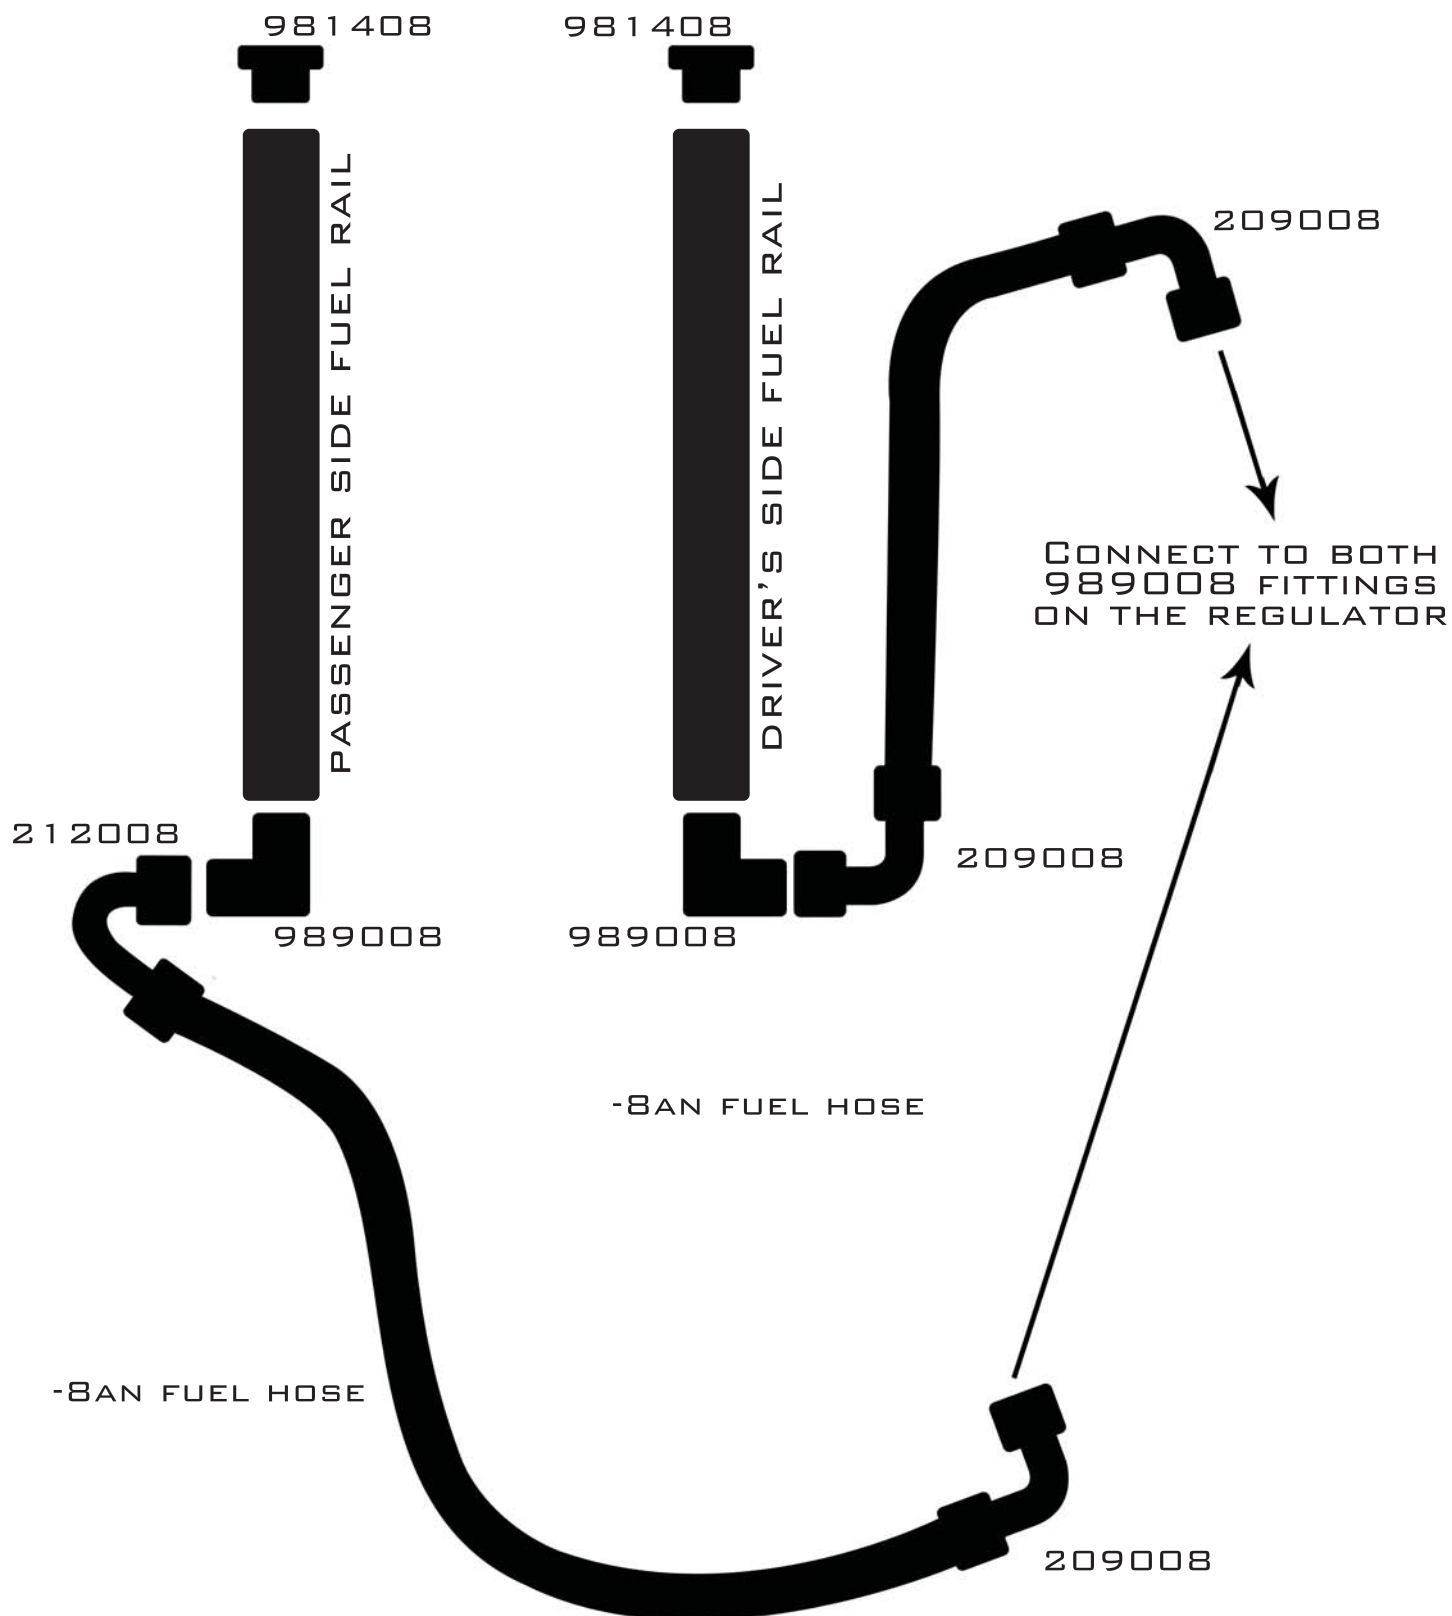 981408
981408
PASSENGER SIDE FUEL RAIL
DRIVER'S SIDE FUEL RAIL
209008
CONNECT TO BOTH
989008 FITTINGS
ON THE REGULATOR
212008
209008
989008
989008
-8AN FUEL HOSE
-8AN FUEL HOSE
209008